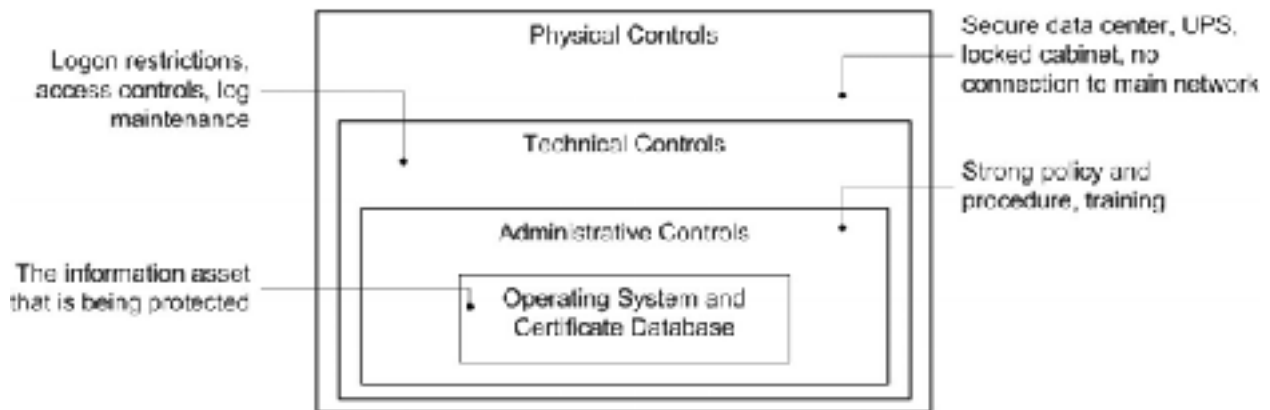 Physical Controls
Secure data center, UPS,
locked cabinet, no
connection to main network
Logon restrictions,
access controls, log
maintenance
Technical Controls
Strong policy and
procedure, training
Administrative Controls
The information asset
that is being protected
Operating System and
Certificate Database